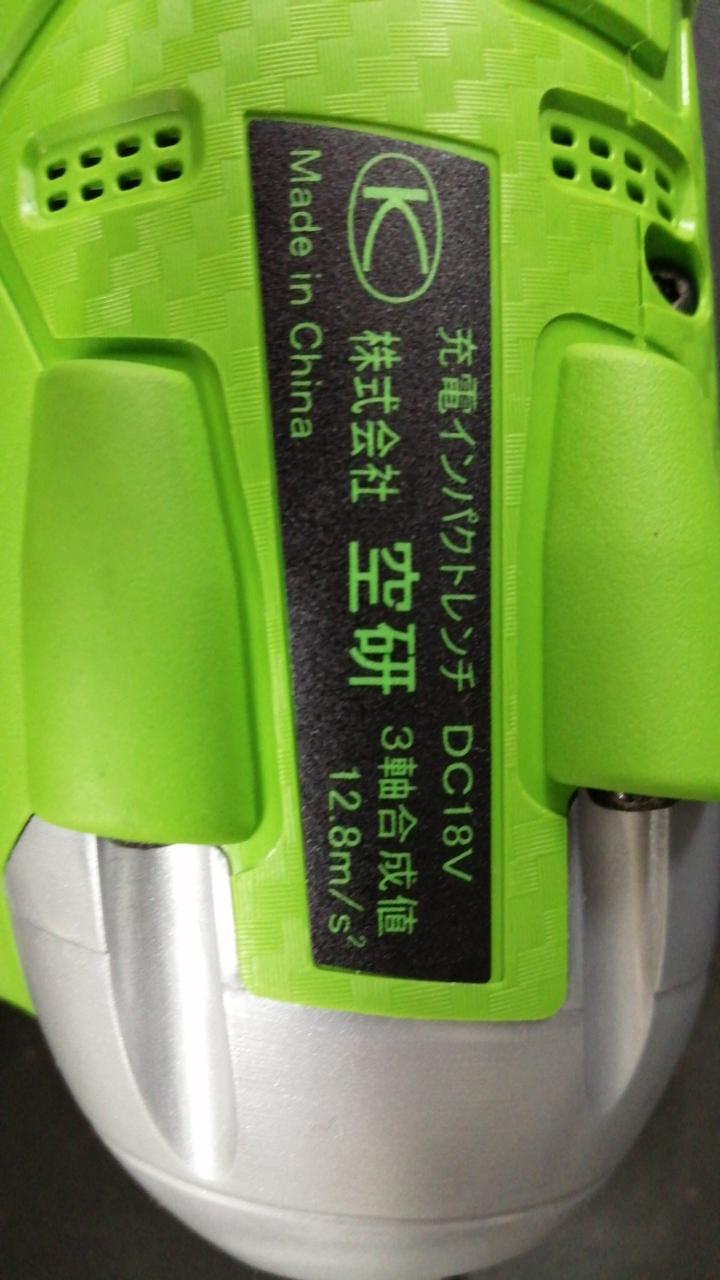 充電インパクトレンチ DC18V
K 株式会社 空研 3軸合成値
12.8m/s²
Made in China